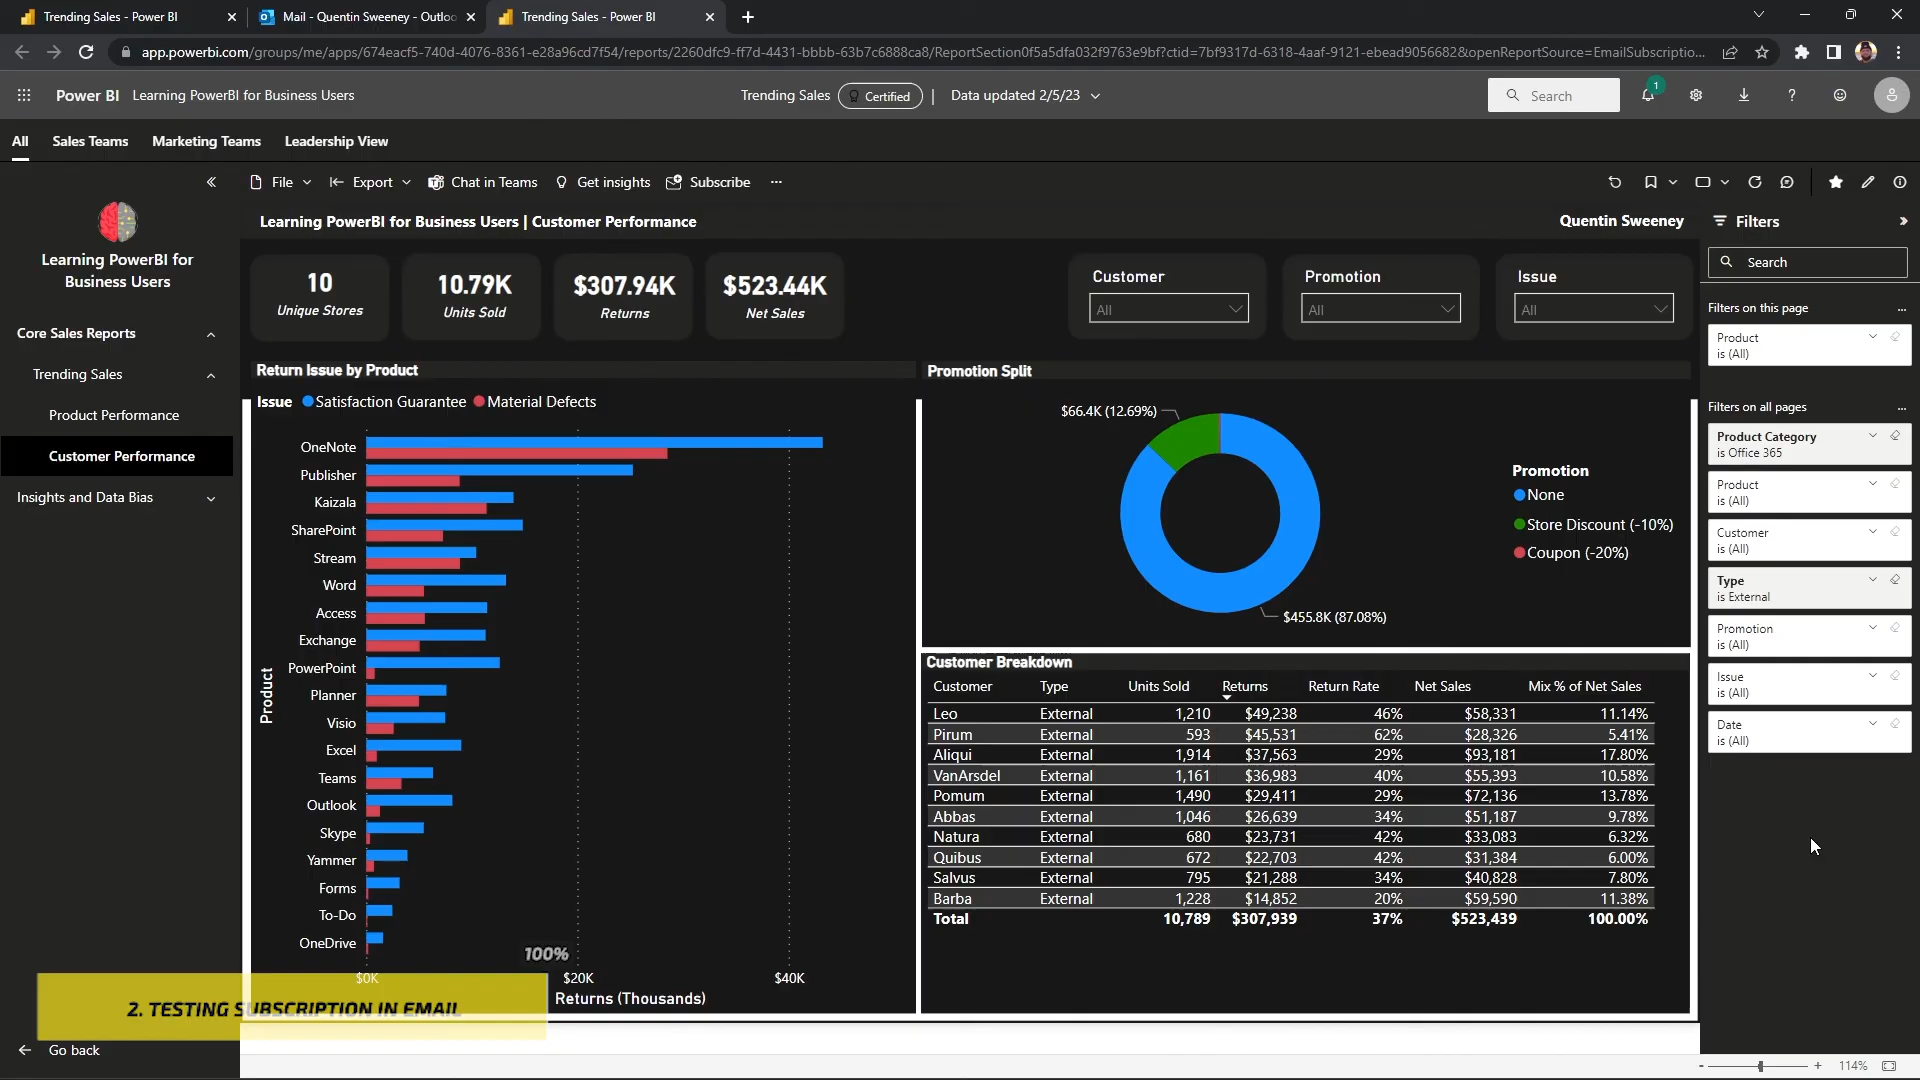 Trending Sales - Power BI
Mail - Quentin Sweeney - Outloo
Trending Sales - Power BI
app.powerbi.com/groups/me/apps/674eacf5-740d-4076-8361-e28a96cd7f54/reports/2260dfc9-ff7d-4431-bbbb-63b7c6888ca8/ReportSection0f5a5dfa032f9763e9bf?ctid=7bf9317d-6318-4aaf-9121-ebead9056682&openReportSource=EmailSubscriptio...
Power BI Learning PowerBI for Business Users
Trending Sales Certified | Data updated 2/5/23
Search
1
?
All Sales Teams Marketing Teams Leadership View
File Export Chat in Teams Get insights Subscribe ...
Learning PowerBI for
Business Users
Core Sales Reports
Trending Sales
Product Performance
Customer Performance
Insights and Data Bias
Go back
Learning PowerBI for Business Users | Customer Performance
Quentin Sweeney
10
Unique Stores
10.79K
Units Sold
$307.94K
Returns
$523.44K
Net Sales
Customer
All
Promotion
All
Issue
All
Return Issue by Product
Issue Satisfaction Guarantee Material Defects
Product
OneNote
Publisher
Kaizala
SharePoint
Stream
Word
Access
Exchange
PowerPoint
Planner
Visio
Excel
Teams
Outlook
Skype
Yammer
Forms
To-Do
OneDrive
100%
$0K $20K $40K
Returns (Thousands)
2. TESTING SUBSCRIPTION IN EMAIL
Promotion Split
$66.4K (12.69%)
$455.8K (87.08%)
Promotion
None
Store Discount (-10%)
Coupon (-20%)
Customer Breakdown
Customer Type Units Sold Returns Return Rate Net Sales Mix % of Net Sales
Leo External 1,210 $49,238 46% $58,331 11.14%
Pirum External 593 $45,531 62% $28,326 5.41%
Aliqui External 1,914 $37,563 29% $93,181 17.80%
VanArsdel External 1,161 $36,983 40% $55,393 10.58%
Pomum External 1,490 $29,411 29% $72,136 13.78%
Abbas External 1,046 $26,639 34% $51,187 9.78%
Natura External 680 $23,731 42% $33,083 6.32%
Quibus External 672 $22,703 42% $31,384 6.00%
Salvus External 795 $21,288 34% $40,828 7.80%
Barba External 1,228 $14,852 20% $59,590 11.38%
Total 10,789 $307,939 37% $523,439 100.00%
Filters
Search
Filters on this page ...
Product
is (All)
Filters on all pages ...
Product Category
is Office 365
Product
is (All)
Customer
is (All)
Type
is External
Promotion
is (All)
Issue
is (All)
Date
is (All)
- + 114%